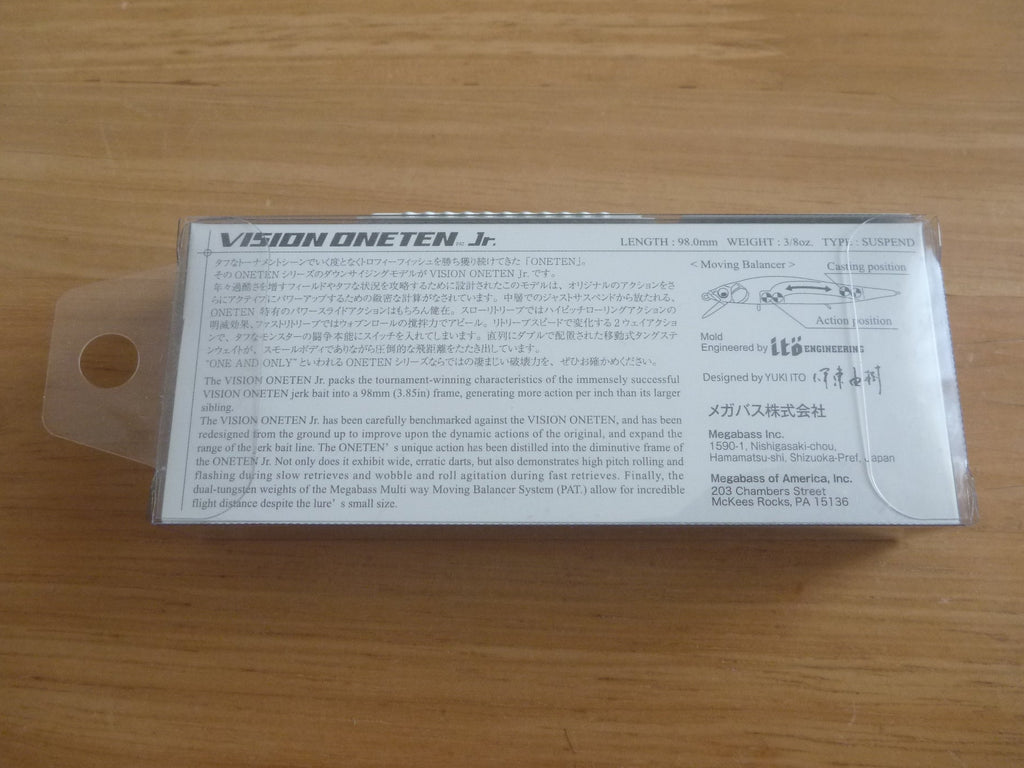 VISION ONETEN PAT. Jr.
LENGTH : 98.0mm WEIGHT : 3/8oz. TYPE : SUSPEND
タフなトーナメントシーンでいく度となくトロフィーフィッシュを勝ち獲り続けてきた「ONETEN」。
そのONETENシリーズのダウンサイジングモデルが VISION ONETEN Jr. です。
年々過酷さを増すフィールドやタフな状況を攻略するために設計されたこのモデルは、オリジナルのアクションをさ
らにアクティブにパワーアップするための緻密な計算がなされています。中層でのジャストサスペンドから放たれる、
ONETEN 特有のパワースライドアクションはもちろん健在。スローリトリーブではハイピッチローリングアクションの
明滅効果、ファストリトリーブではウォブンロールの撹拌力でアピール。リトリーブスピードで変化する2ウェイアクショ
ンで、タフなモンスターの闘争本能にスイッチを入れてしまいます。直列にダブルで配置された移動式タングステ
ンウェイトが、スモールボディでありながら圧倒的な飛距離をたたき出しています。
"ONE AND ONLY"といわれる ONETEN シリーズならではの凄まじい破壊力を、ぜひお確かめください。
The VISION ONETEN Jr. packs the tournament-winning characteristics of the immensely successful
VISION ONETEN jerk bait into a 98mm (3.85in) frame, generating more action per inch than its larger
sibling.
The VISION ONETEN Jr. has been carefully benchmarked against the VISION ONETEN, and has been
redesigned from the ground up to improve upon the dynamic actions of the original, and expand the
range of the jerk bait line. The ONETEN' s unique action has been distilled into the diminutive frame of
the ONETEN Jr. Not only does it exhibit wide, erratic darts, but also demonstrates high pitch rolling and
flashing during slow retrieves and wobble and roll agitation during fast retrieves. Finally, the
dual-tungsten weights of the Megabass Multi way Moving Balancer System (PAT.) allow for incredible
flight distance despite the lure' s small size.
< Moving Balancer >
Casting position
Action position
Mold
Engineered by Itö ENGINEERING
Designed by YUKI ITO 伊東由樹
メガバス株式会社
Megabass Inc.
1590-1, Nishigasaki-chou,
Hamamatsu-shi, Shizuoka-Pref. Japan
Megabass of America, Inc.
203 Chambers Street
McKees Rocks, PA 15136